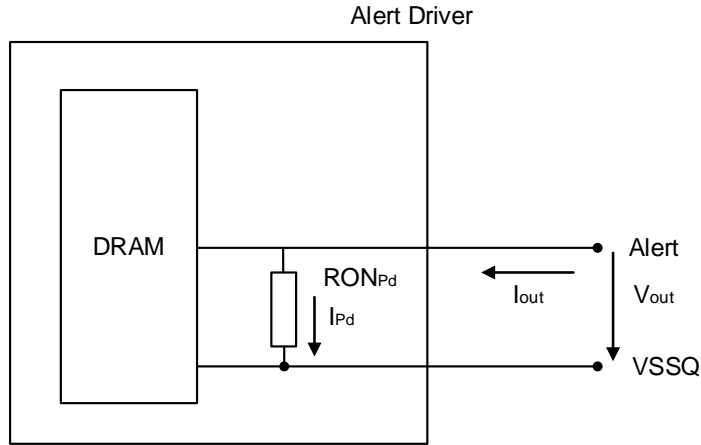 Alert Driver
DRAM
Alert
RONPd
IPd
Iout
Vout
VSSQ